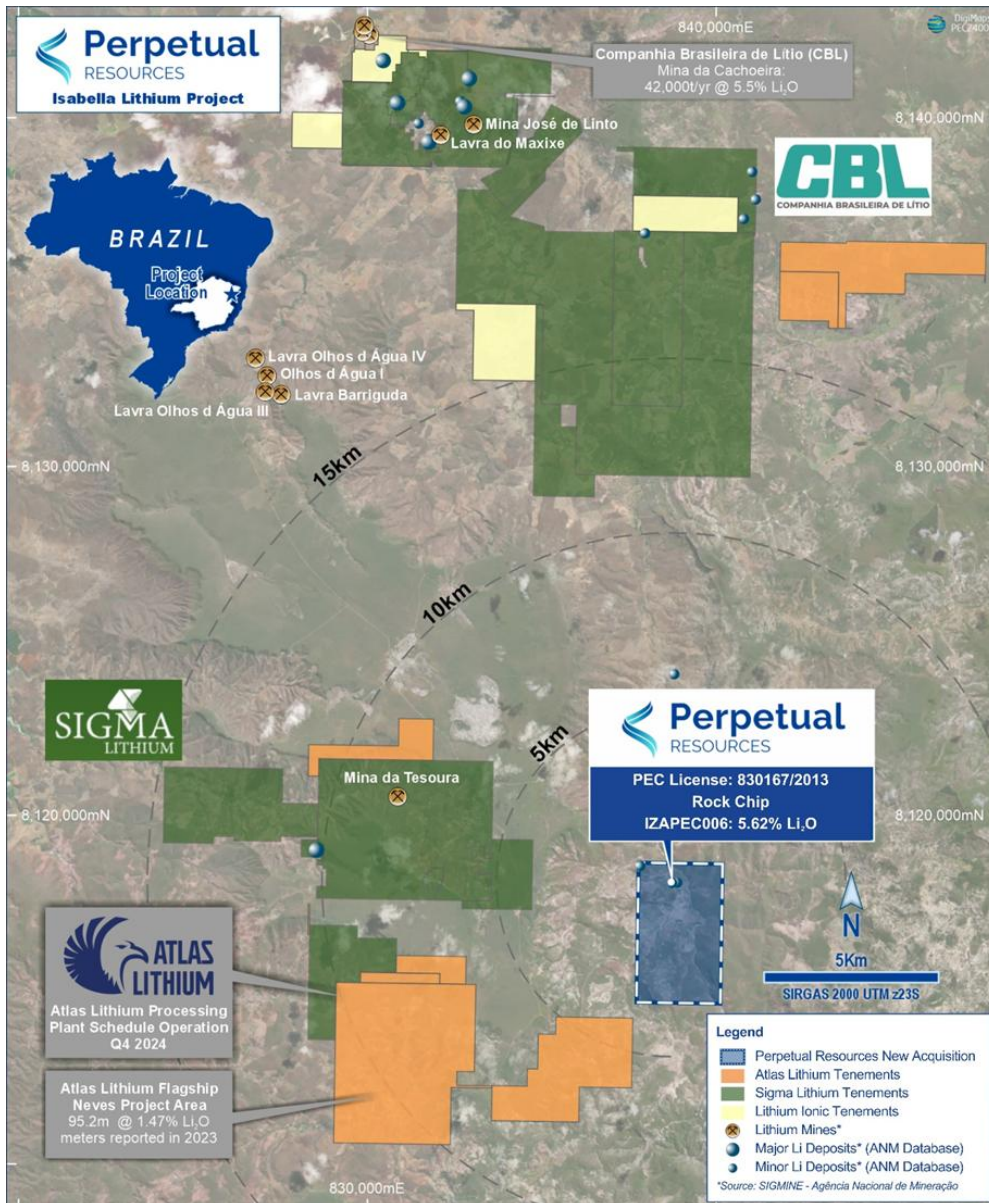 Perpetual
RESOURCES
Isabella Lithium Project
840,000mE
DigiMaps
Companhia Brasileira de Lítio (CBL)
Mina da Cachoeira:
42,000t/yr @ 5.5% Li₂O
Mina José de Linto
Lavra do Maxixe
8,140,000mN
CBL
COMPANHIA BRASILEIRA DE LÍTIO
BRAZIL
Project
Location
Lavra Olhos d Água IV
Olhos d Água I
Lavra Barriguda
Lavra Olhos d Água III
8,130,000mN
8,130,000mN
15km
10km
5km
SIGMA
LITHIUM
Mina da Tesoura
Perpetual
RESOURCES
PEC License: 830167/2013
Rock Chip
IZAPEC006: 5.62% Li₂O
8,120,000mN
8,120,000mN
N
5Km
SIRGAS 2000 UTM z23S
ATLAS
LITHIUM
Atlas Lithium Processing
Plant Schedule Operation
Q4 2024
Atlas Lithium Flagship
Neves Project Area
95.2m @ 1.47% Li₂O
meters reported in 2023
830,000mE
Legend
Perpetual Resources New Acquisition
Atlas Lithium Tenements
Sigma Lithium Tenements
Lithium Ionic Tenements
Lithium Mines*
Major Li Deposits* (ANM Database)
Minor Li Deposits* (ANM Database)
*Source: SIGMINE - Agência Nacional de Mineração